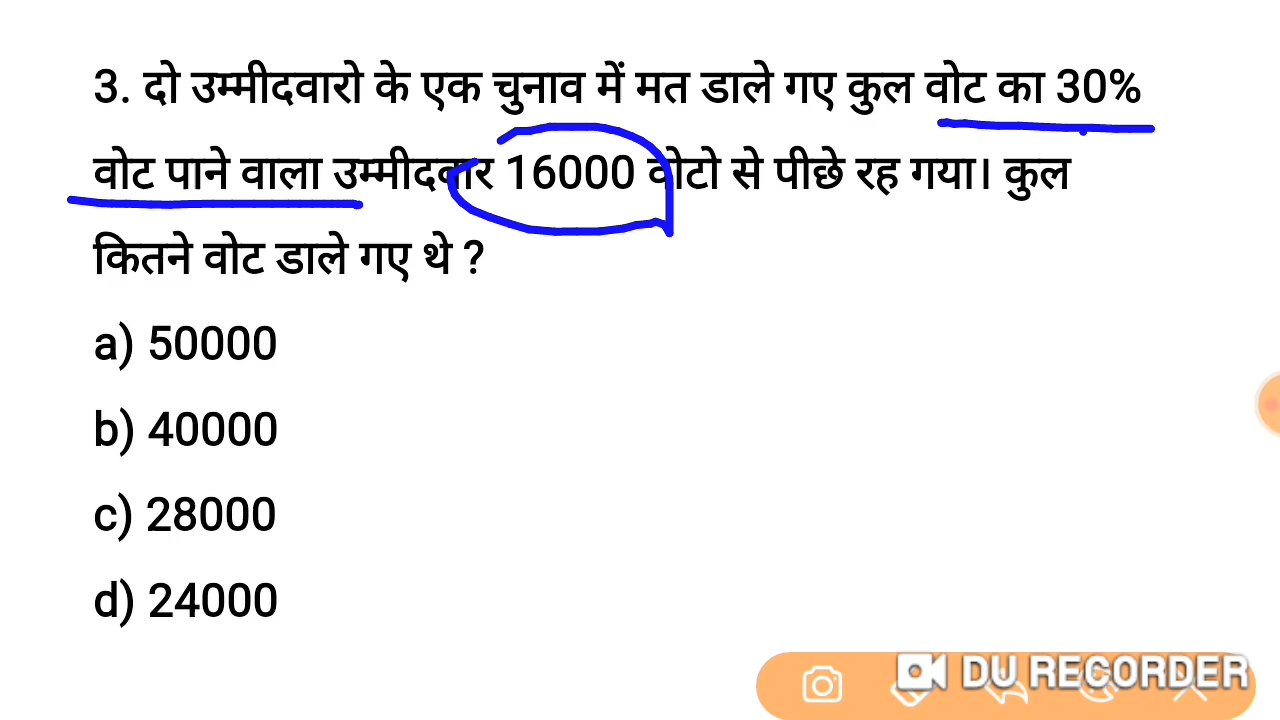 3. दो उम्मीदवारो के एक चुनाव में मत डाले गए कुल वोट का 30%
वोट पाने वाला उम्मीदवार 16000 वोटो से पीछे रह गया। कुल
कितने वोट डाले गए थे ?
a) 50000
b) 40000
c) 28000
d) 24000
DU RECORDER